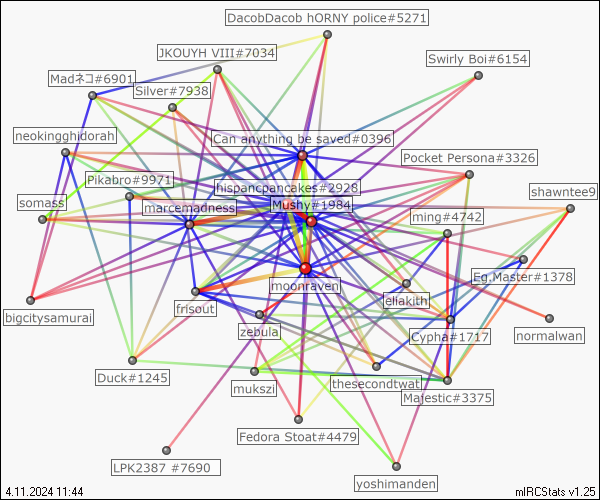 DacobDacob hORNY police#5271
JKOUYH VIII#7034
Swirly Boi#6154
Madネコ#6901
Silver#7938
neokingghidorah
Can anything be saved#0396
Pocket Persona#3326
Pikabro#9971
hispancpancakes#2928
shawntee9
somass
marcemadness
Mushy#1984
ming#4742
Eg.Master#1378
moonraven
eliakith
bigcitysamurai
frisout
zebula
Cypha#1717
normalwan
Duck#1245
mukszi
thesecondtwat
Majestic#3375
Fedora Stoat#4479
LPK2387 #7690
yoshimanden
4.11.2024 11:44
mIRCStats v1.25